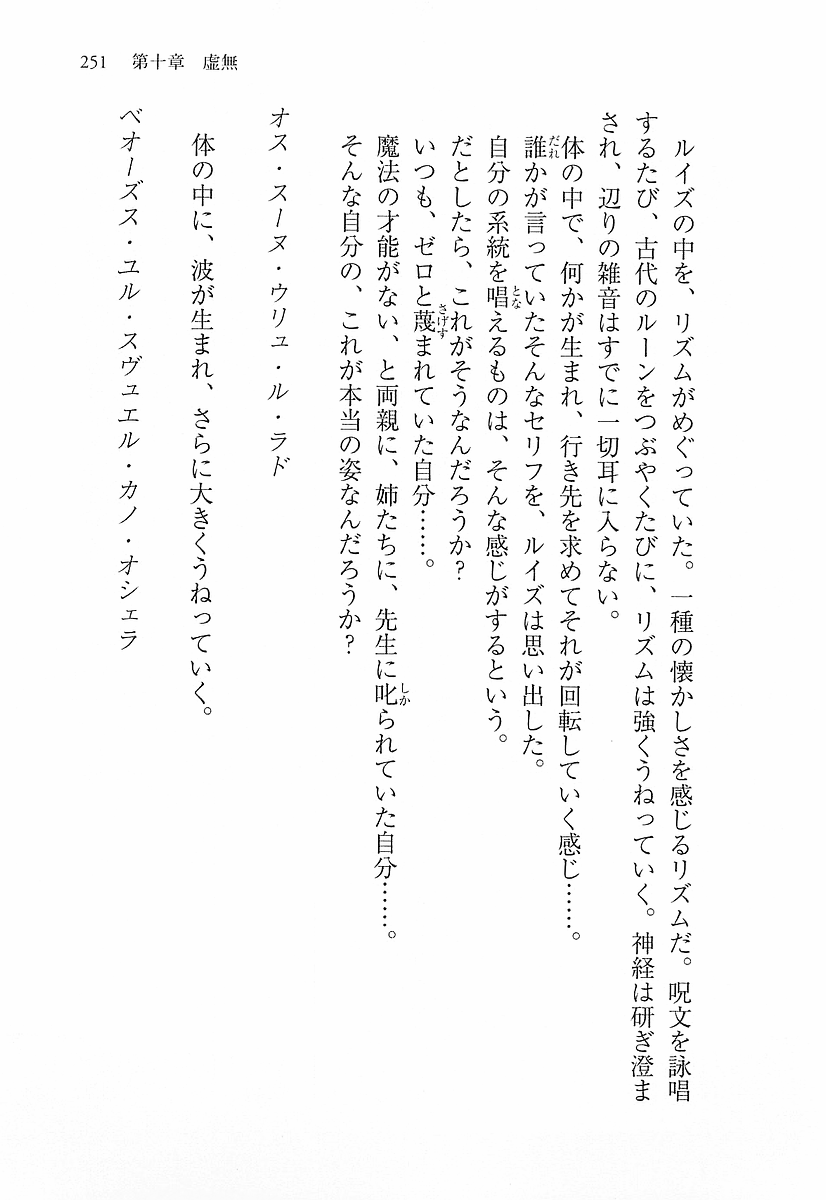 251 第十章 虚無
ルイズの中を、リズムがめぐっていた。一種の懐かしさを感じるリズムだ。呪文を詠唱
するたび、古代のルーンをつぶやくたびに、リズムは強くうねっていく。神経は研ぎ澄ま
され、辺りの雑音はすでに一切耳に入らない。
体の中で、何かが生まれ、行き先を求めてそれが回転していく感じ……。
誰かが言っていたそんなセリフを、ルイズは思い出した。
自分の系統を唱えるものは、そんな感じがするという。
だとしたら、これがそうなんだろうか？
いつも、ゼロと蔑まれていた自分……。
魔法の才能がない、と両親に、姉たちに、先生に叱られていた自分……。
そんな自分の、これが本当の姿なんだろうか？
オス・スーヌ・ウリュ・ル・ラド
体の中に、波が生まれ、さらに大きくうねっていく。
ベオーズス・ユル・スヴュエル・カノ・オシェラ